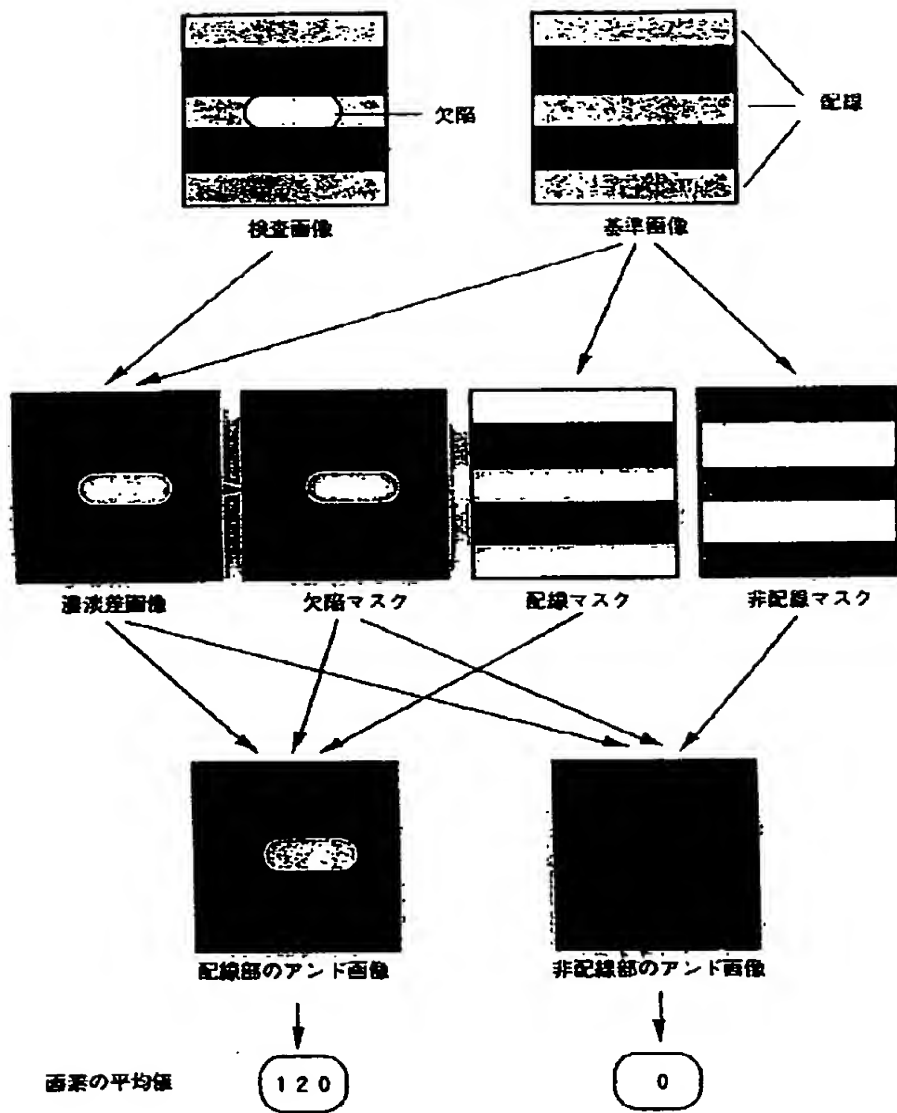 欠陥
配線
検査画像
基準画像
濃淡差画像
欠陥マスク
配線マスク
非配線マスク
配線部のアンド画像
非配線部のアンド画像
画素の平均値
120
0